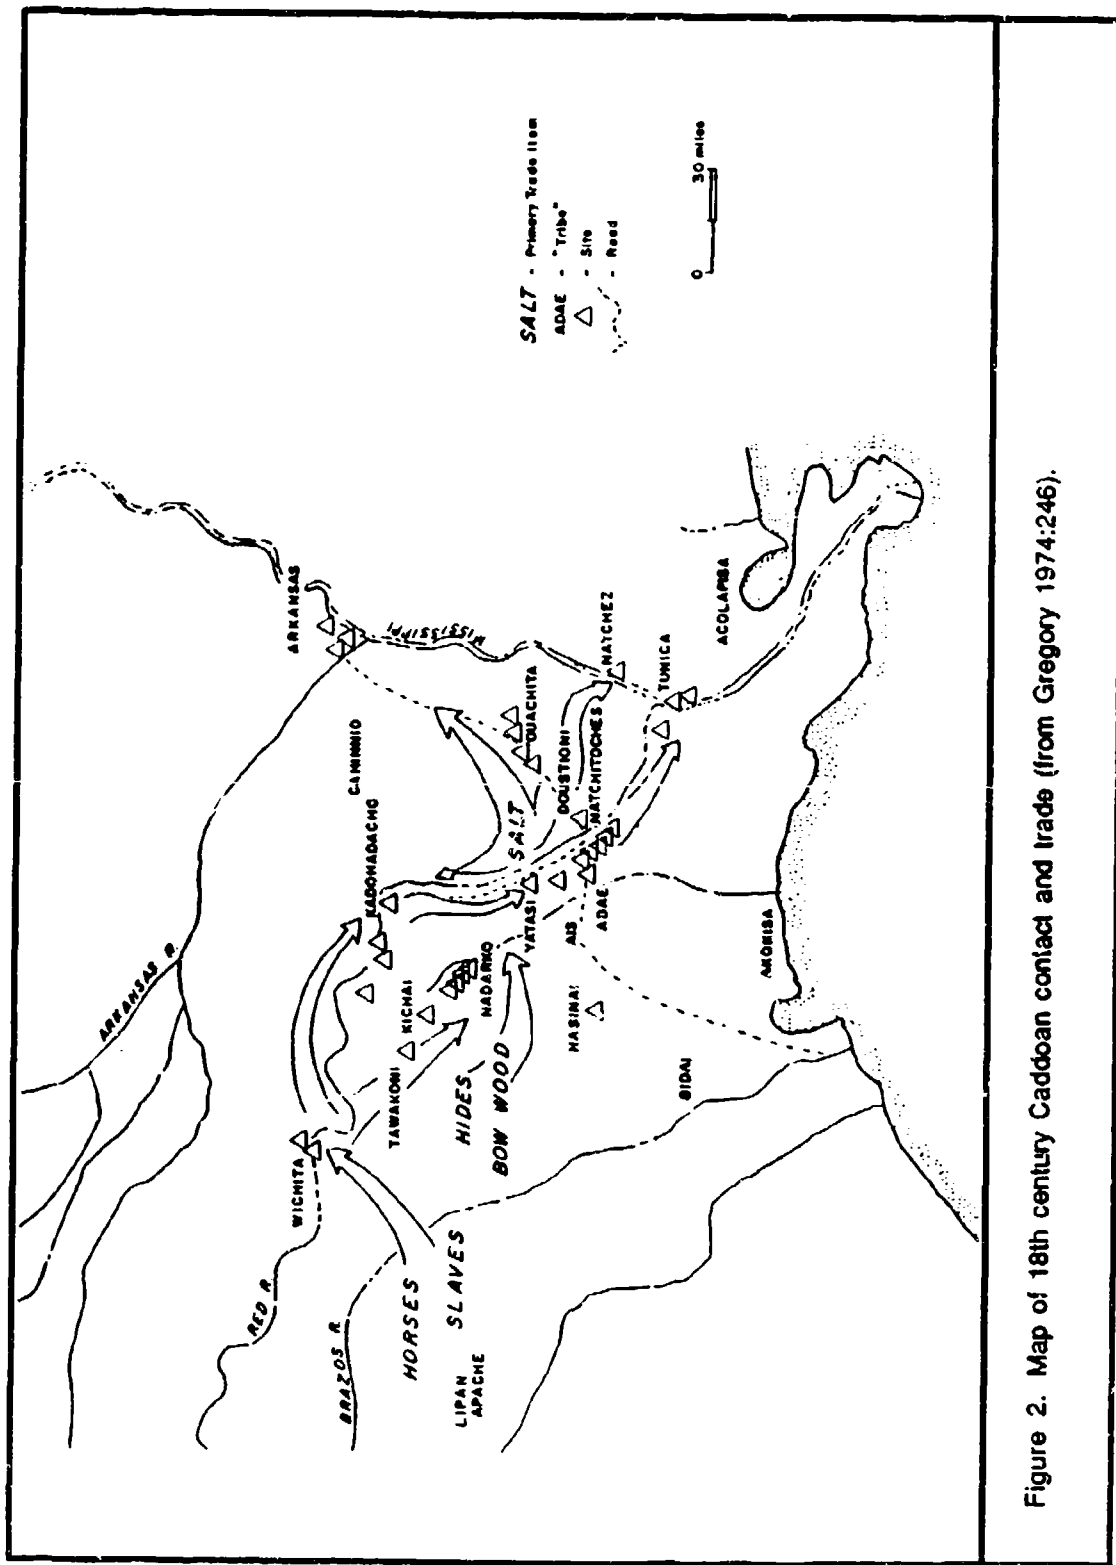 ARKANSAS R.
ARKANSAS
MISSISSIPPI
CAHINNIO
KADOHADACHO
WICHITA
RED R.
BRAZOS R.
HORSES
SLAVES
LIPAN
APACHE
TAWAKONI
KICHAI
HIDES
BOW WOOD
NADARKO
YATASI
SALT
OUACHITA
DOUSTIONI
NATCHITOCHES
NATCHEZ
TUNICA
AIS
ADAE
HASINAI
BIDAI
AKOKISA
ACOLAPISA
SALT - Primary Trade Item
ADAE - "Tribe"
- Site
- Road
0 30 miles
Figure 2. Map of 18th century Caddoan contact and trade (from Gregory 1974:246).